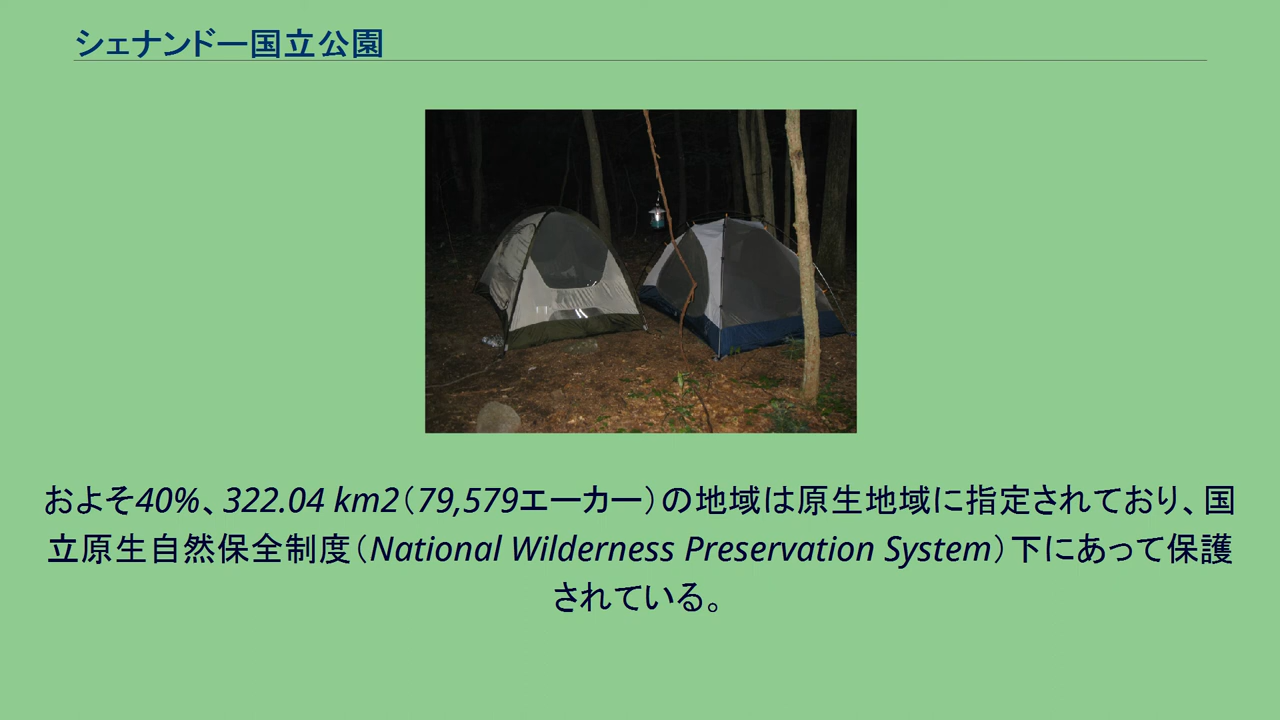 シェナンドー国立公園
およそ40%、322.04 km2（79,579エーカー）の地域は原生地域に指定されており、国
立原生自然保全制度（National Wilderness Preservation System）下にあって保護
されている。